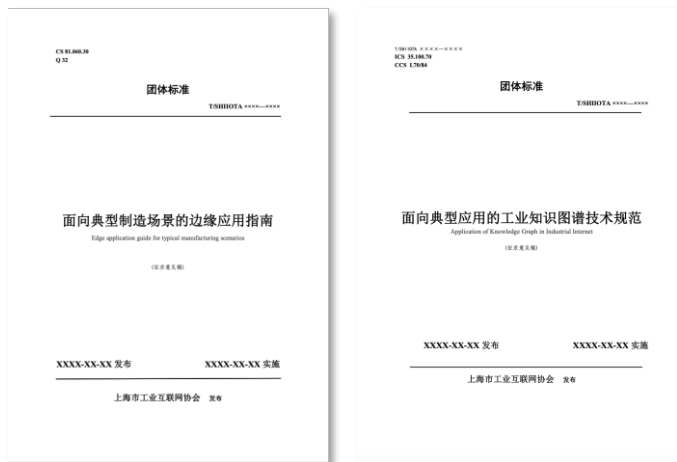 CS 81.060.30
Q 32
团体标准
T/SHIIOTA ××××—××××
面向典型制造场景的边缘应用指南
Edge application guide for typical manufacturing scenarios
(征求意见稿)
XXXX-XX-XX 发布
XXXX-XX-XX 实施
上海市工业互联网协会 发布
T/SHI IOTA ××××—××××
ICS 35.100.70
CCS L70/84
团体标准
T/SHIIOTA ××××—××××
面向典型应用的工业知识图谱技术规范
Application of Knowledge Graph in Industrial Internet
(征求意见稿)
XXXX-XX-XX 发布
XXXX-XX-XX 实施
上海市工业互联网协会 发布